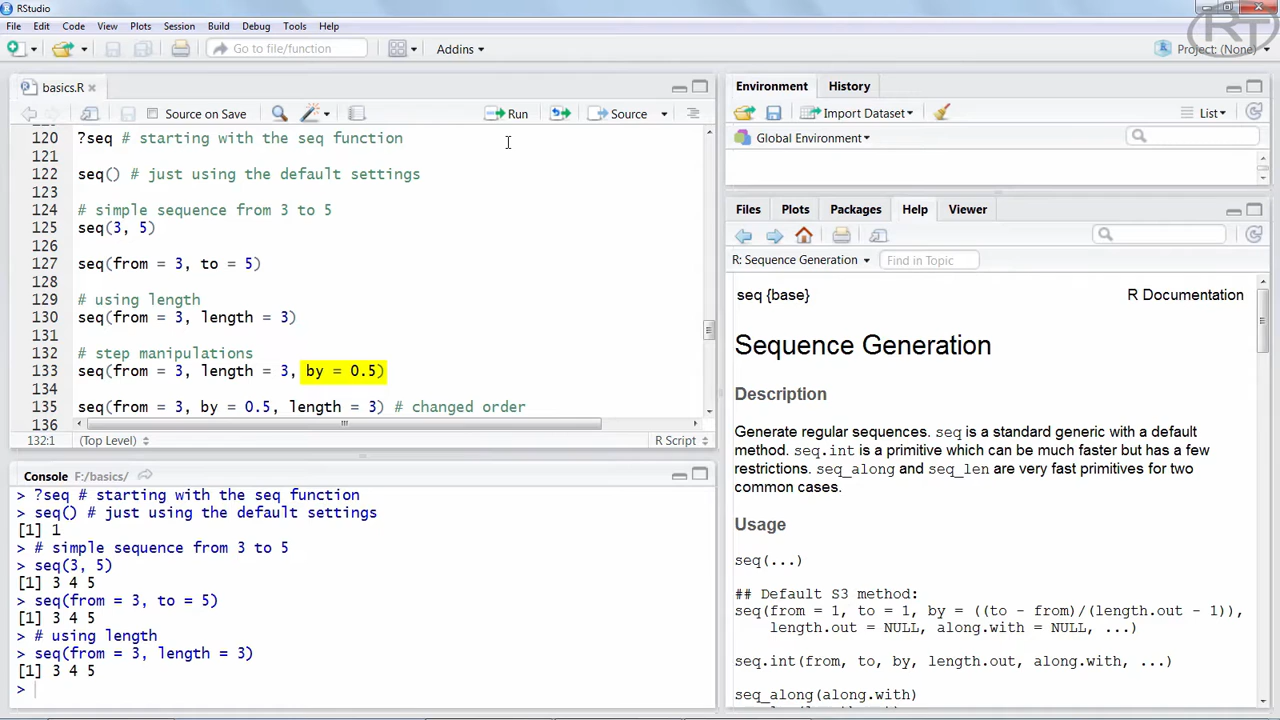 RStudio
File Edit Code View Plots Session Build Debug Tools Help
Go to file/function Addins Project: (None)
RT
basics.R
Source on Save Run Source
120 ?seq # starting with the seq function
121
122 seq() # just using the default settings
123
124 # simple sequence from 3 to 5
125 seq(3, 5)
126
127 seq(from = 3, to = 5)
128
129 # using length
130 seq(from = 3, length = 3)
131
132 # step manipulations
133 seq(from = 3, length = 3, by = 0.5)
134
135 seq(from = 3, by = 0.5, length = 3) # changed order
136
132:1 (Top Level) R Script
Console F:/basics/
> ?seq # starting with the seq function
> seq() # just using the default settings
[1] 1
> # simple sequence from 3 to 5
> seq(3, 5)
[1] 3 4 5
> seq(from = 3, to = 5)
[1] 3 4 5
> # using length
> seq(from = 3, length = 3)
[1] 3 4 5
>
Environment History
Import Dataset List
Global Environment
Files Plots Packages Help Viewer
R: Sequence Generation Find in Topic
seq {base} R Documentation
Sequence Generation
Description
Generate regular sequences. seq is a standard generic with a default
method. seq.int is a primitive which can be much faster but has a few
restrictions. seq_along and seq_len are very fast primitives for two
common cases.
Usage
seq(...)
## Default S3 method:
seq(from = 1, to = 1, by = ((to - from)/(length.out - 1)),
length.out = NULL, along.with = NULL, ...)
seq.int(from, to, by, length.out, along.with, ...)
seq_along(along.with)